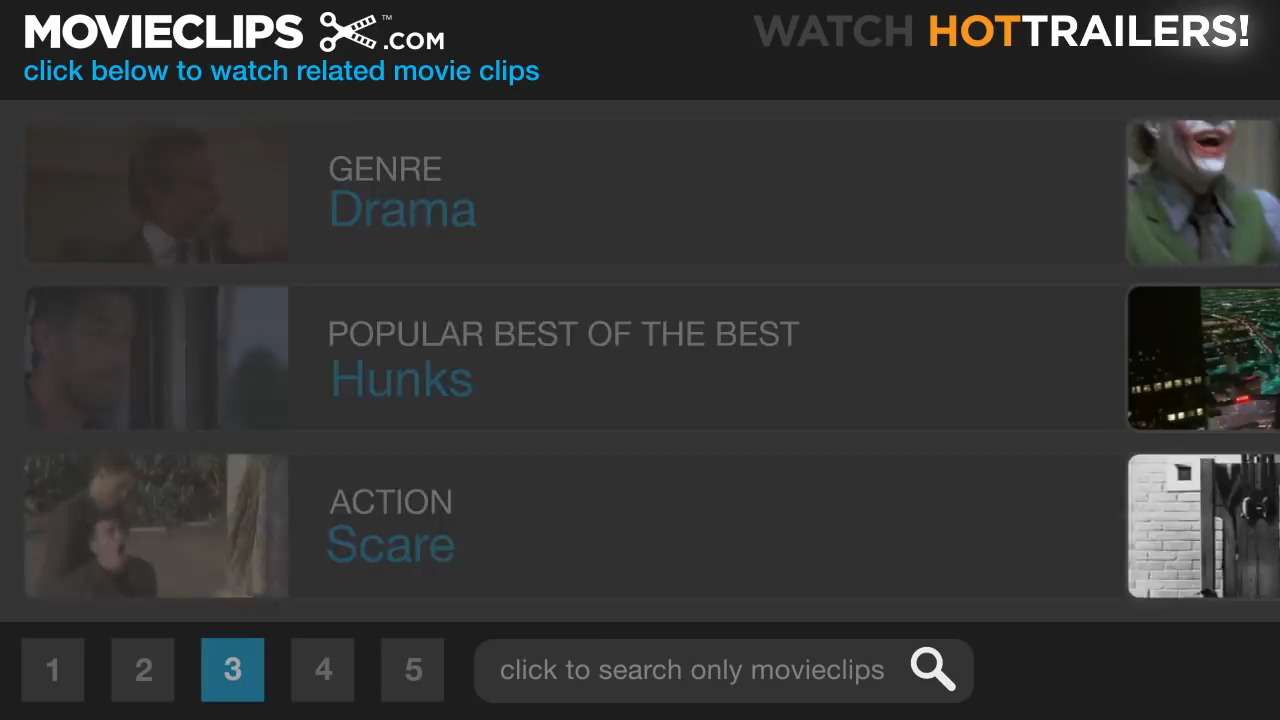 MOVIECLIPS ™ .COM
WATCH HOTTRAILERS!
click below to watch related movie clips
GENRE
Drama
POPULAR BEST OF THE BEST
Hunks
ACTION
Scare
1 2 3 4 5
click to search only movieclips